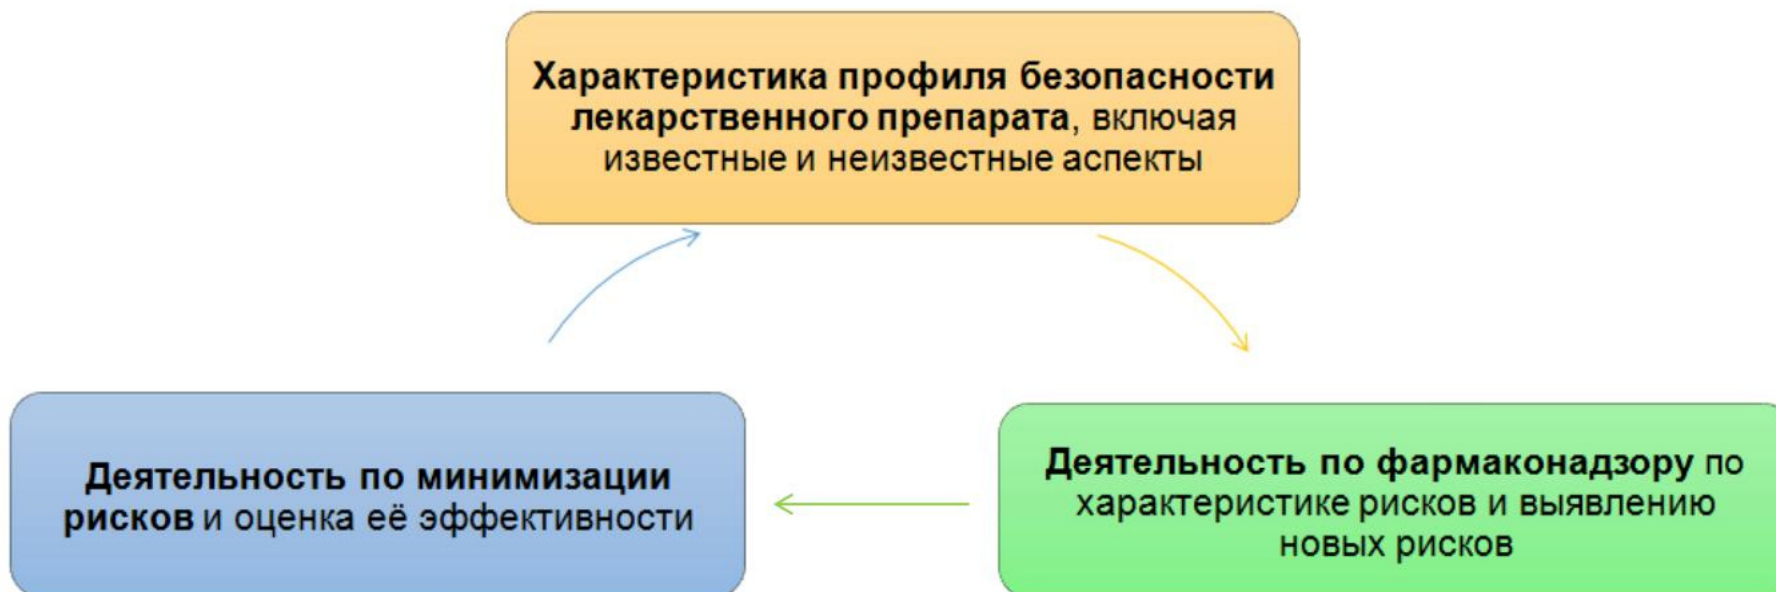 Характеристика профиля безопасности
лекарственного препарата, включая
известные и неизвестные аспекты
Деятельность по минимизации
рисков и оценка её эффективности
Деятельность по фармаконадзору по
характеристике рисков и выявлению
новых рисков